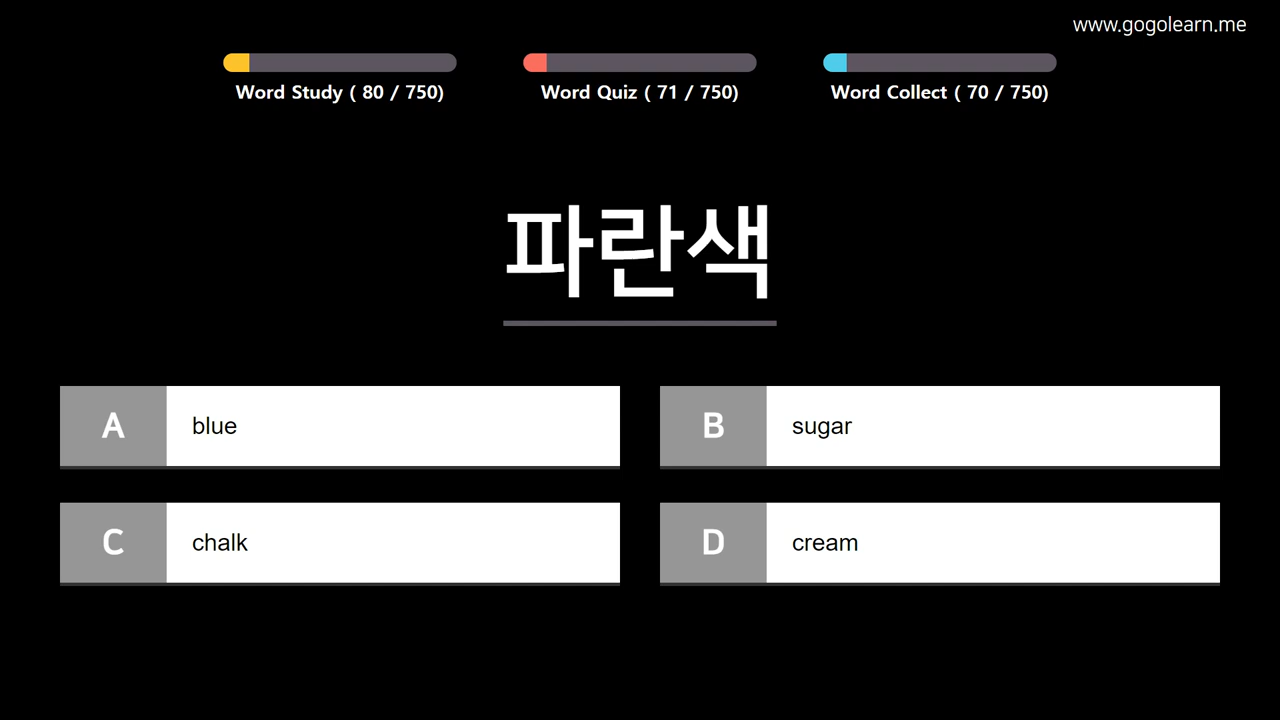 www.gogolearn.me
Word Study ( 80 / 750)
Word Quiz ( 71 / 750)
Word Collect ( 70 / 750)
파란색
A blue
B sugar
C chalk
D cream